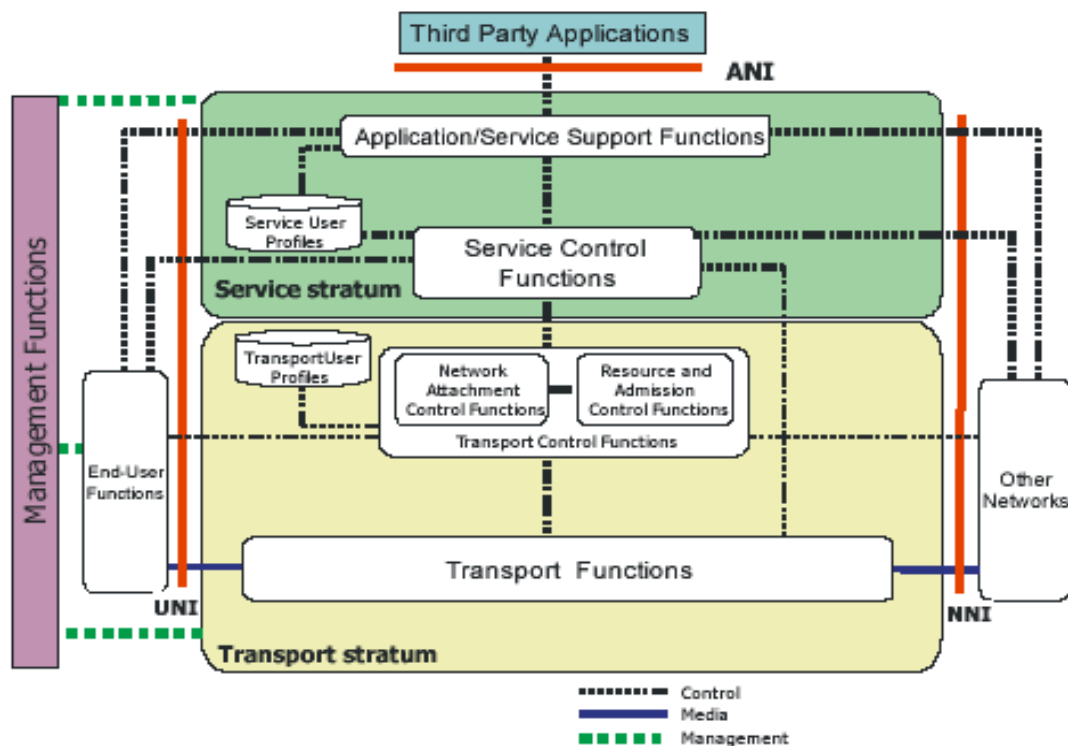 Third Party Applications
ANI
Application/Service Support Functions
Service User
Profiles
Service Control
Functions
Service stratum
Management Functions
TransportUser
Profiles
Network
Attachment
Control Functions
Resource and
Admission
Control Functions
Transport Control Functions
End-User
Functions
Other
Networks
Transport Functions
UNI
NNI
Transport stratum
Control
Media
Management